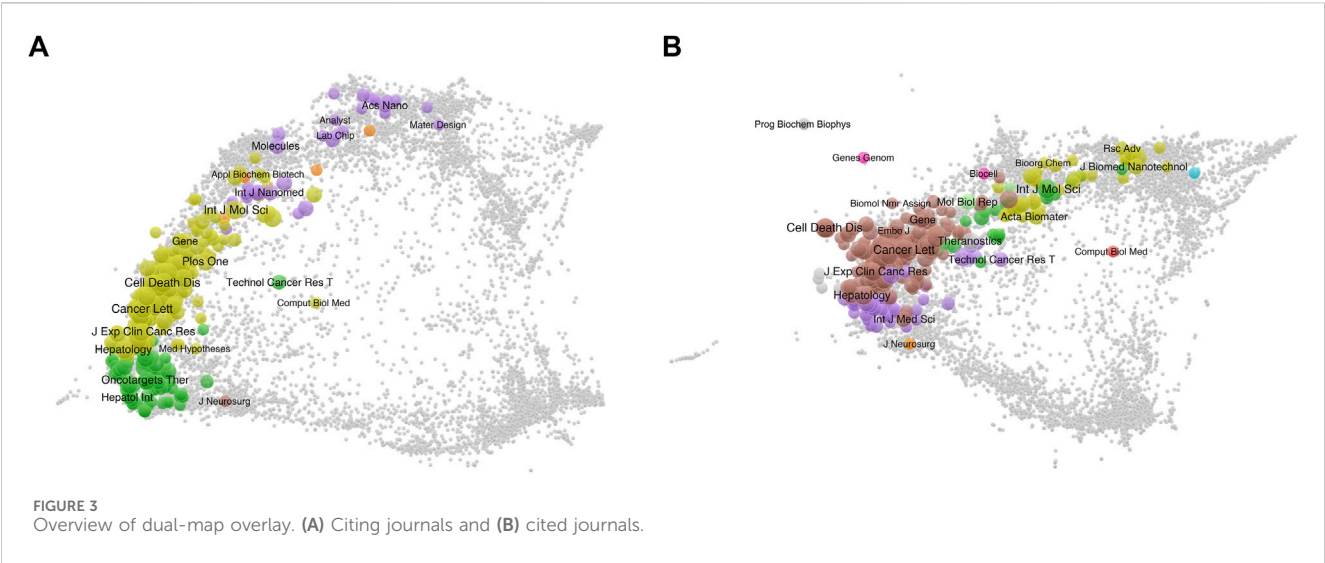 A
Acs Nano
Analyst
Mater Design
Lab Chip
Molecules
Appl Biochem Biotech
Int J Nanomed
Int J Mol Sci
Gene
Plos One
Cell Death Dis
Technol Cancer Res T
Comput Biol Med
Cancer Lett
J Exp Clin Canc Res
Hepatology
Med Hypotheses
Oncotargets Ther
Hepatol Int
J Neurosurg
B
Prog Biochem Biophys
Genes Genom
Rsc Adv
Bioorg Chem
J Biomed Nanotechnol
Biocell
Int J Mol Sci
Biomol Nmr Assign
Mol Biol Rep
Gene
Acta Biomater
Cell Death Dis
Embo J
Theranostics
Cancer Lett
Comput Biol Med
Technol Cancer Res T
J Exp Clin Canc Res
Hepatology
Int J Med Sci
J Neurosurg
FIGURE 3
Overview of dual-map overlay. (A) Citing journals and (B) cited journals.